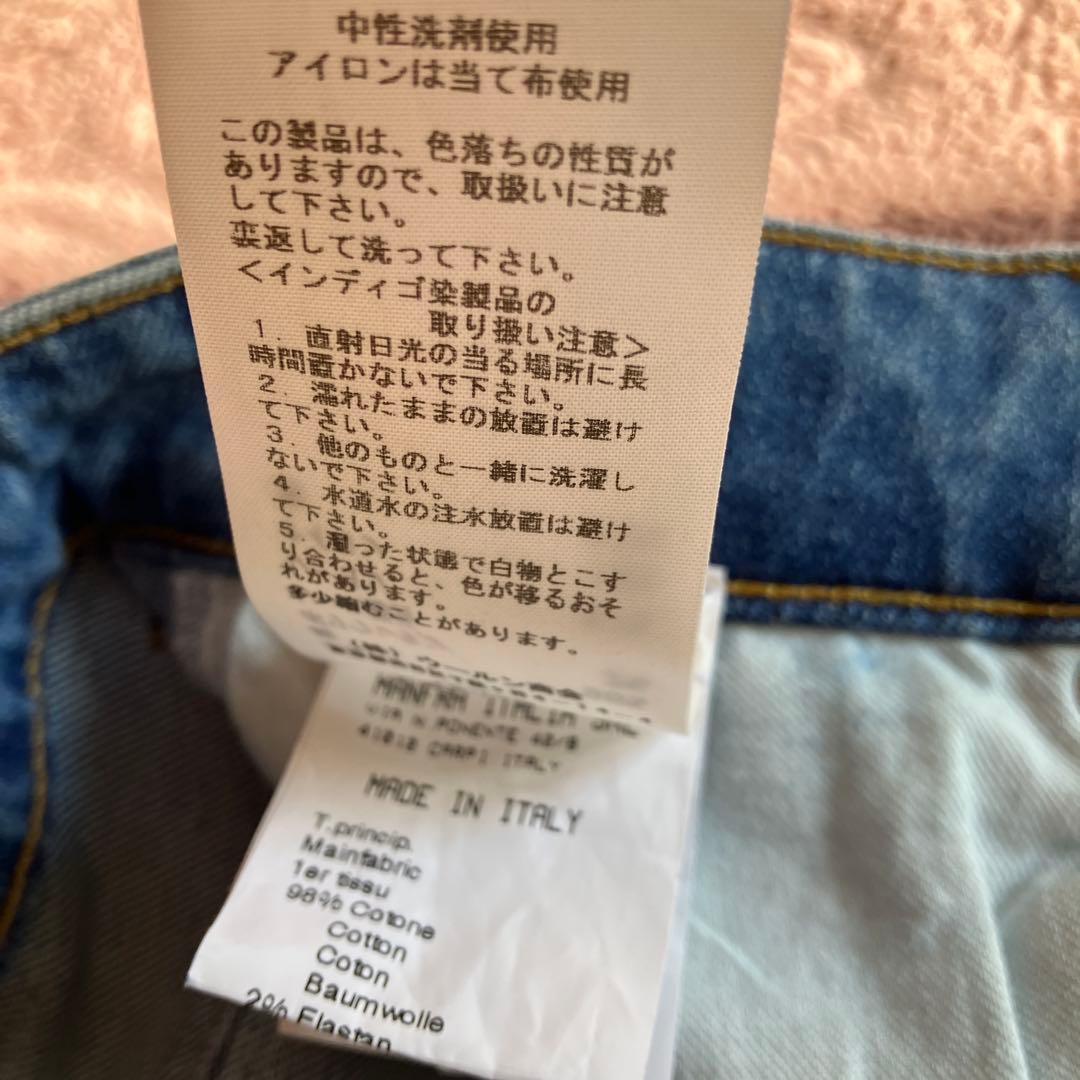 中性洗剤使用
アイロンは当て布使用
この製品は、色落ちの性質が
ありますので、取扱いに注意
して下さい。
裏返して洗って下さい。
<インディゴ染製品の
取り扱い注意>
1. 直射日光の当る場所に長
時間置かないで下さい。
2. 濡れたままの放置は避け
て下さい。
3. 他のものと一緒に洗濯し
ないで下さい。
4. 水道水の注水放置は避け
て下さい。
5. 湿った状態で白物とこす
り合わせると、色が移るおそ
れがあります。
多少縮むことがあります。
ITALIA
41012 CARPI ITALY
MADE IN ITALY
T.princip.
Mainfabric
1er tissu
98% Cotone
Cotton
Coton
Baumwolle
2% Elastan